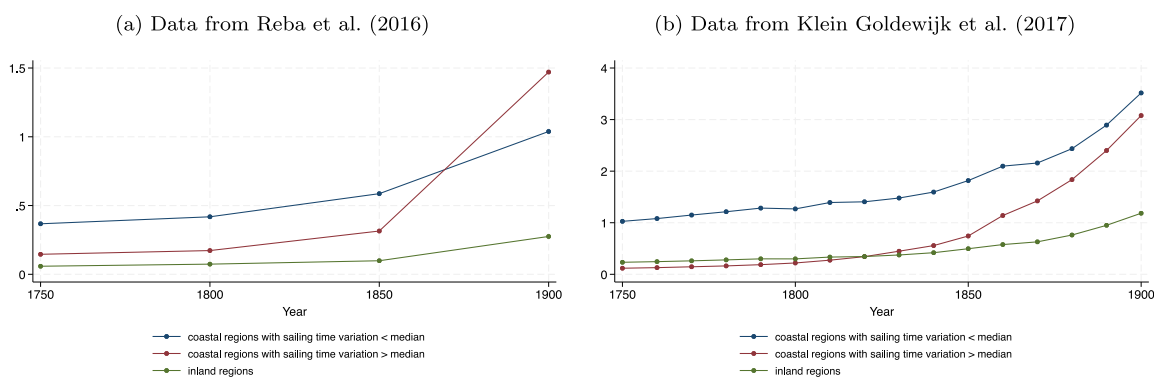 (a) Data from Reba et al. (2016)
1.5
1
.5
0
1750
1800
1850
1900
Year
coastal regions with sailing time variation < median
coastal regions with sailing time variation > median
inland regions
(b) Data from Klein Goldewijk et al. (2017)
4
3
2
1
0
1750
1800
1850
1900
Year
coastal regions with sailing time variation < median
coastal regions with sailing time variation > median
inland regions